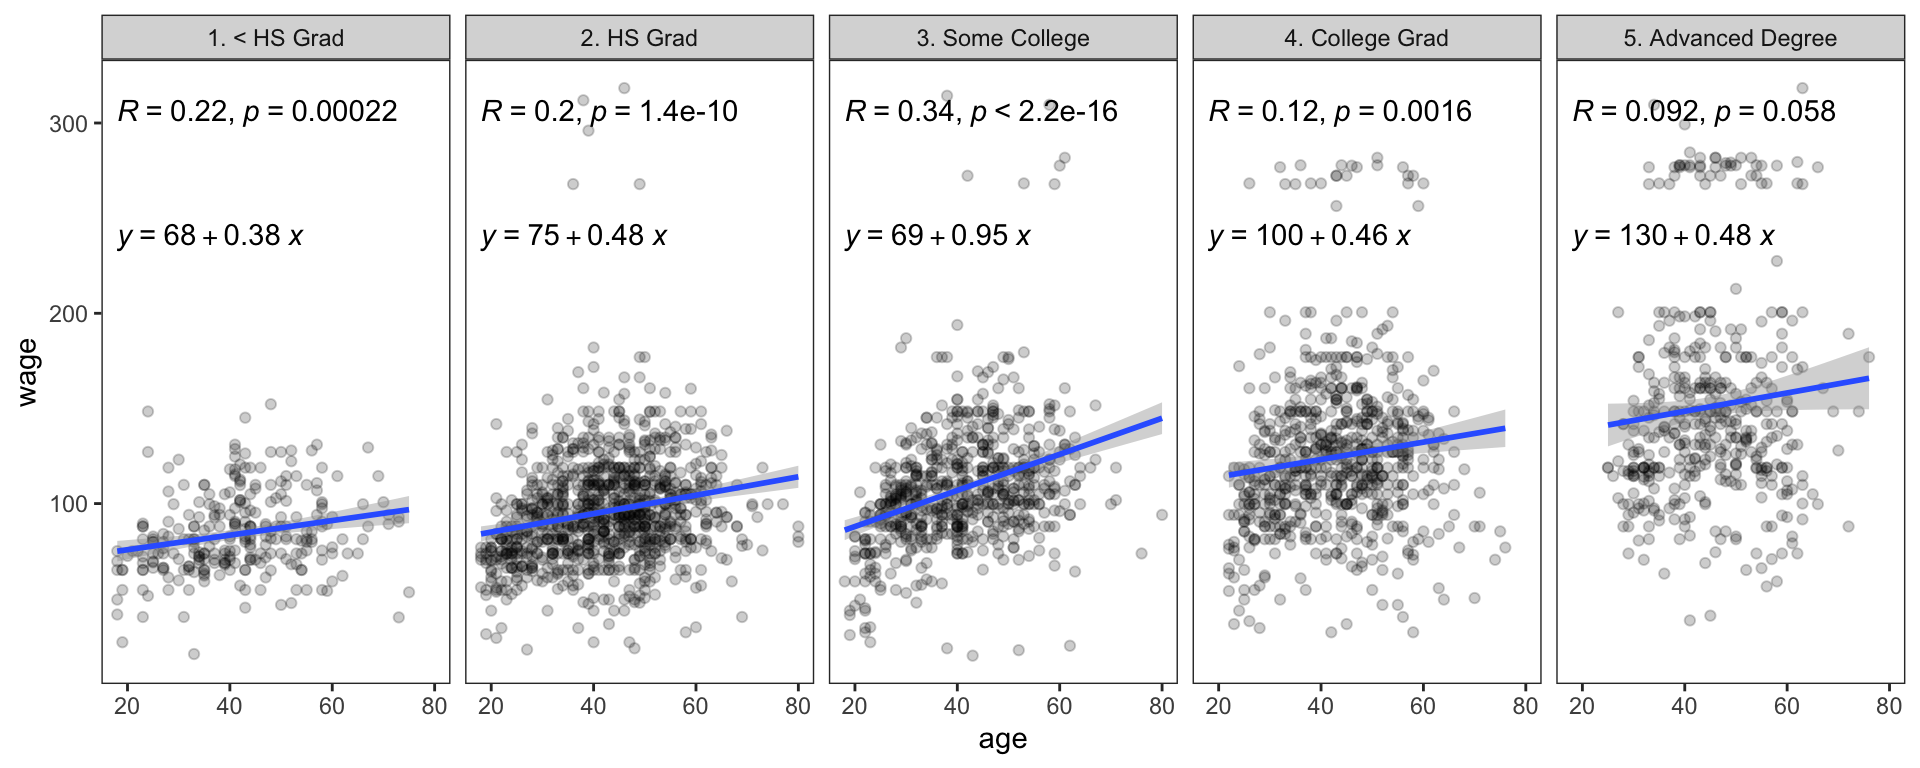 1. < HS Grad
2. HS Grad
3. Some College
4. College Grad
5. Advanced Degree
R = 0.22, p = 0.00022
R = 0.2, p = 1.4e-10
R = 0.34, p < 2.2e-16
R = 0.12, p = 0.0016
R = 0.092, p = 0.058
y = 68 + 0.38 x
y = 75 + 0.48 x
y = 69 + 0.95 x
y = 100 + 0.46 x
y = 130 + 0.48 x
300
200
100
wage
20 40 60 80
20 40 60 80
20 40 60 80
20 40 60 80
20 40 60 80
age